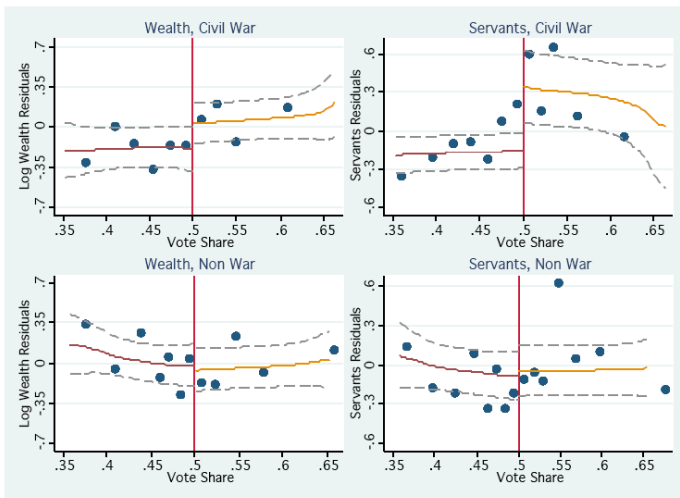 Wealth, Civil War
Log Wealth Residuals
.7
.35
0
-.35
-.7
.35 .4 .45 .5 .55 .6 .65
Vote Share
Servants, Civil War
Servants Residuals
.6
.3
0
-.3
-.6
.35 .4 .45 .5 .55 .6 .65
Vote Share
Wealth, Non War
Log Wealth Residuals
.7
.35
0
-.35
-.7
.35 .4 .45 .5 .55 .6 .65
Vote Share
Servants, Non War
Servants Residuals
.6
.3
0
-.3
-.6
.35 .4 .45 .5 .55 .6 .65
Vote Share